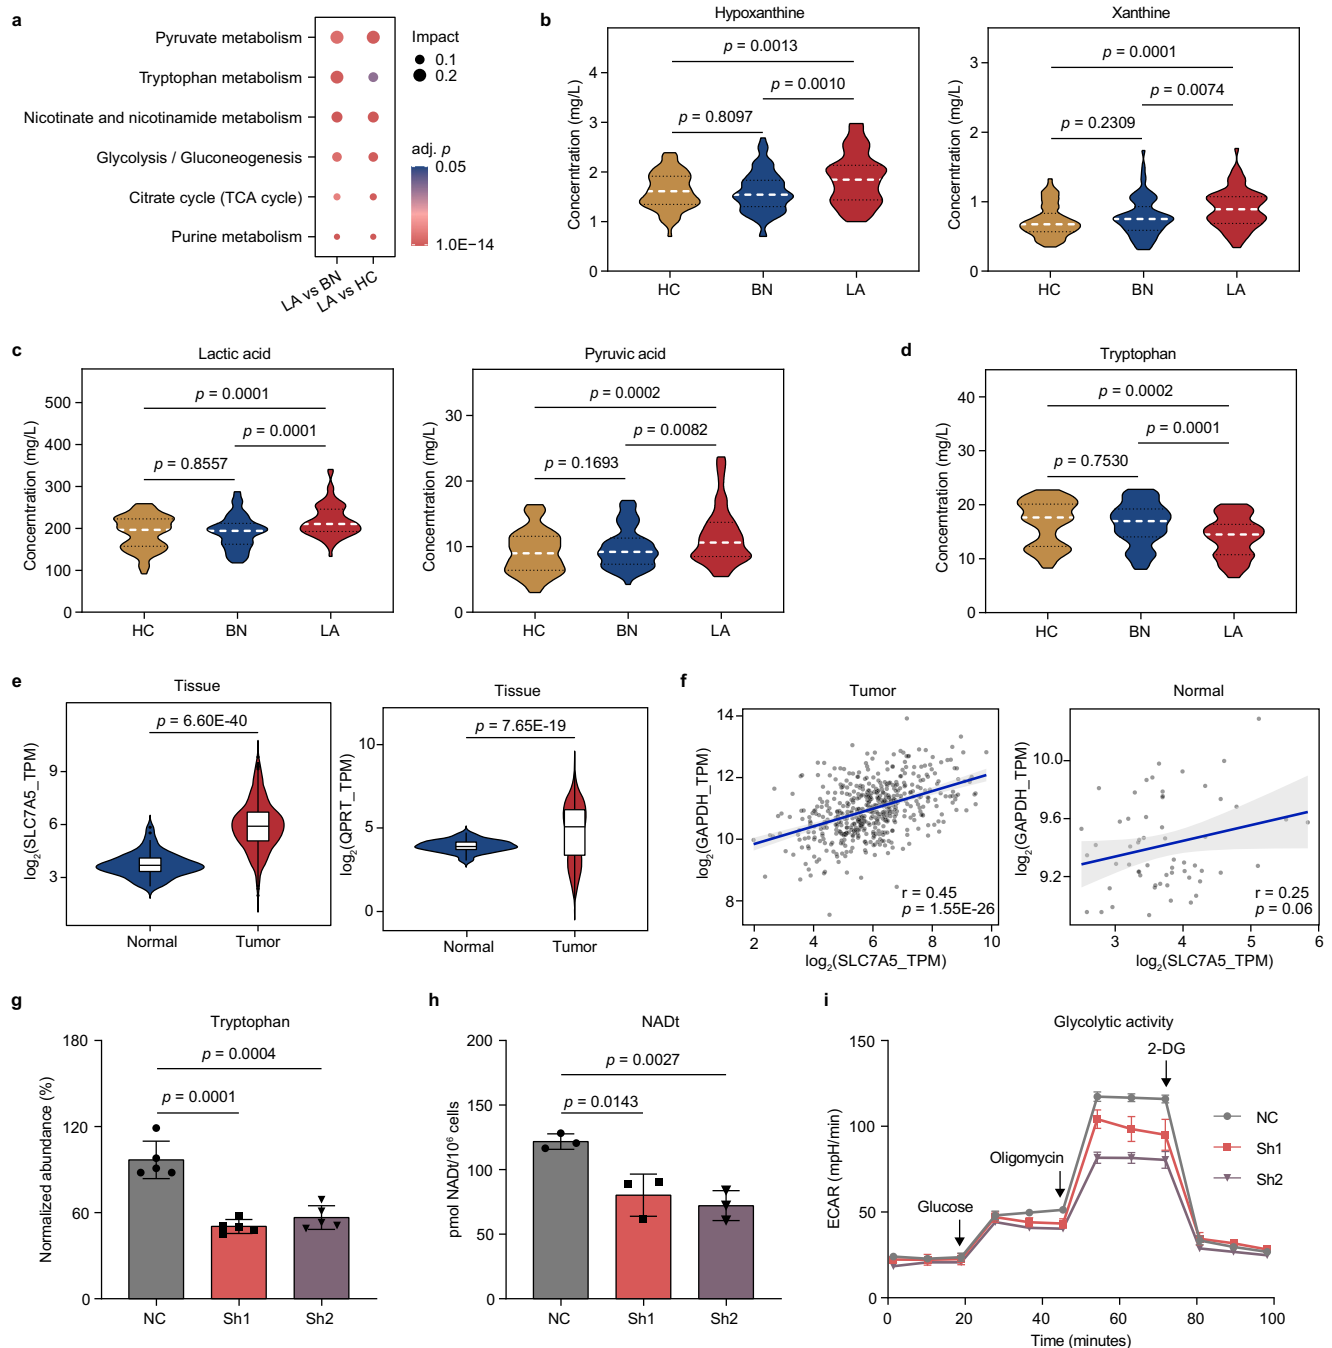 a
Pyruvate metabolism
Tryptophan metabolism
Nicotinate and nicotinamide metabolism
Glycolysis / Gluconeogenesis
Citrate cycle (TCA cycle)
Purine metabolism
LA vs BN
LA vs HC
Impact
0.1
0.2
adj. p
0.05
1.0E−14
b
Hypoxanthine
Concerntration (mg/L)
4
3
2
1
0
p = 0.0013
p = 0.0010
p = 0.8097
HC BN LA
Xanthine
Concerntration (mg/L)
3
2
1
0
p = 0.0001
p = 0.0074
p = 0.2309
HC BN LA
c
Lactic acid
Concerntration (mg/L)
500
400
300
200
100
0
p = 0.0001
p = 0.0001
p = 0.8557
HC BN LA
Pyruvic acid
Concerntration (mg/L)
30
20
10
0
p = 0.0002
p = 0.0082
p = 0.1693
HC BN LA
d
Tryptophan
Concerntration (mg/L)
40
30
20
10
0
p = 0.0002
p = 0.0001
p = 0.7530
HC BN LA
e
Tissue
log2(SLC7A5_TPM)
9
6
3
p = 6.60E-40
Normal Tumor
Tissue
log2(QPRT_TPM)
10
5
0
p = 7.65E-19
Normal Tumor
f
Tumor
log2(GAPDH_TPM)
14
12
10
8
r = 0.45
p = 1.55E-26
2 4 6 8 10
log2(SLC7A5_TPM)
Normal
log2(GAPDH_TPM)
10.0
9.6
9.2
r = 0.25
p = 0.06
3 4 5 6
log2(SLC7A5_TPM)
g
Tryptophan
Normalized abundance (%)
180
120
60
0
p = 0.0004
p = 0.0001
NC Sh1 Sh2
h
NADt
pmol NADt/10⁶ cells
200
150
100
50
0
p = 0.0027
p = 0.0143
NC Sh1 Sh2
i
Glycolytic activity
ECAR (mpH/min)
150
100
50
0
2-DG
Oligomycin
Glucose
NC
Sh1
Sh2
0 20 40 60 80 100
Time (minutes)